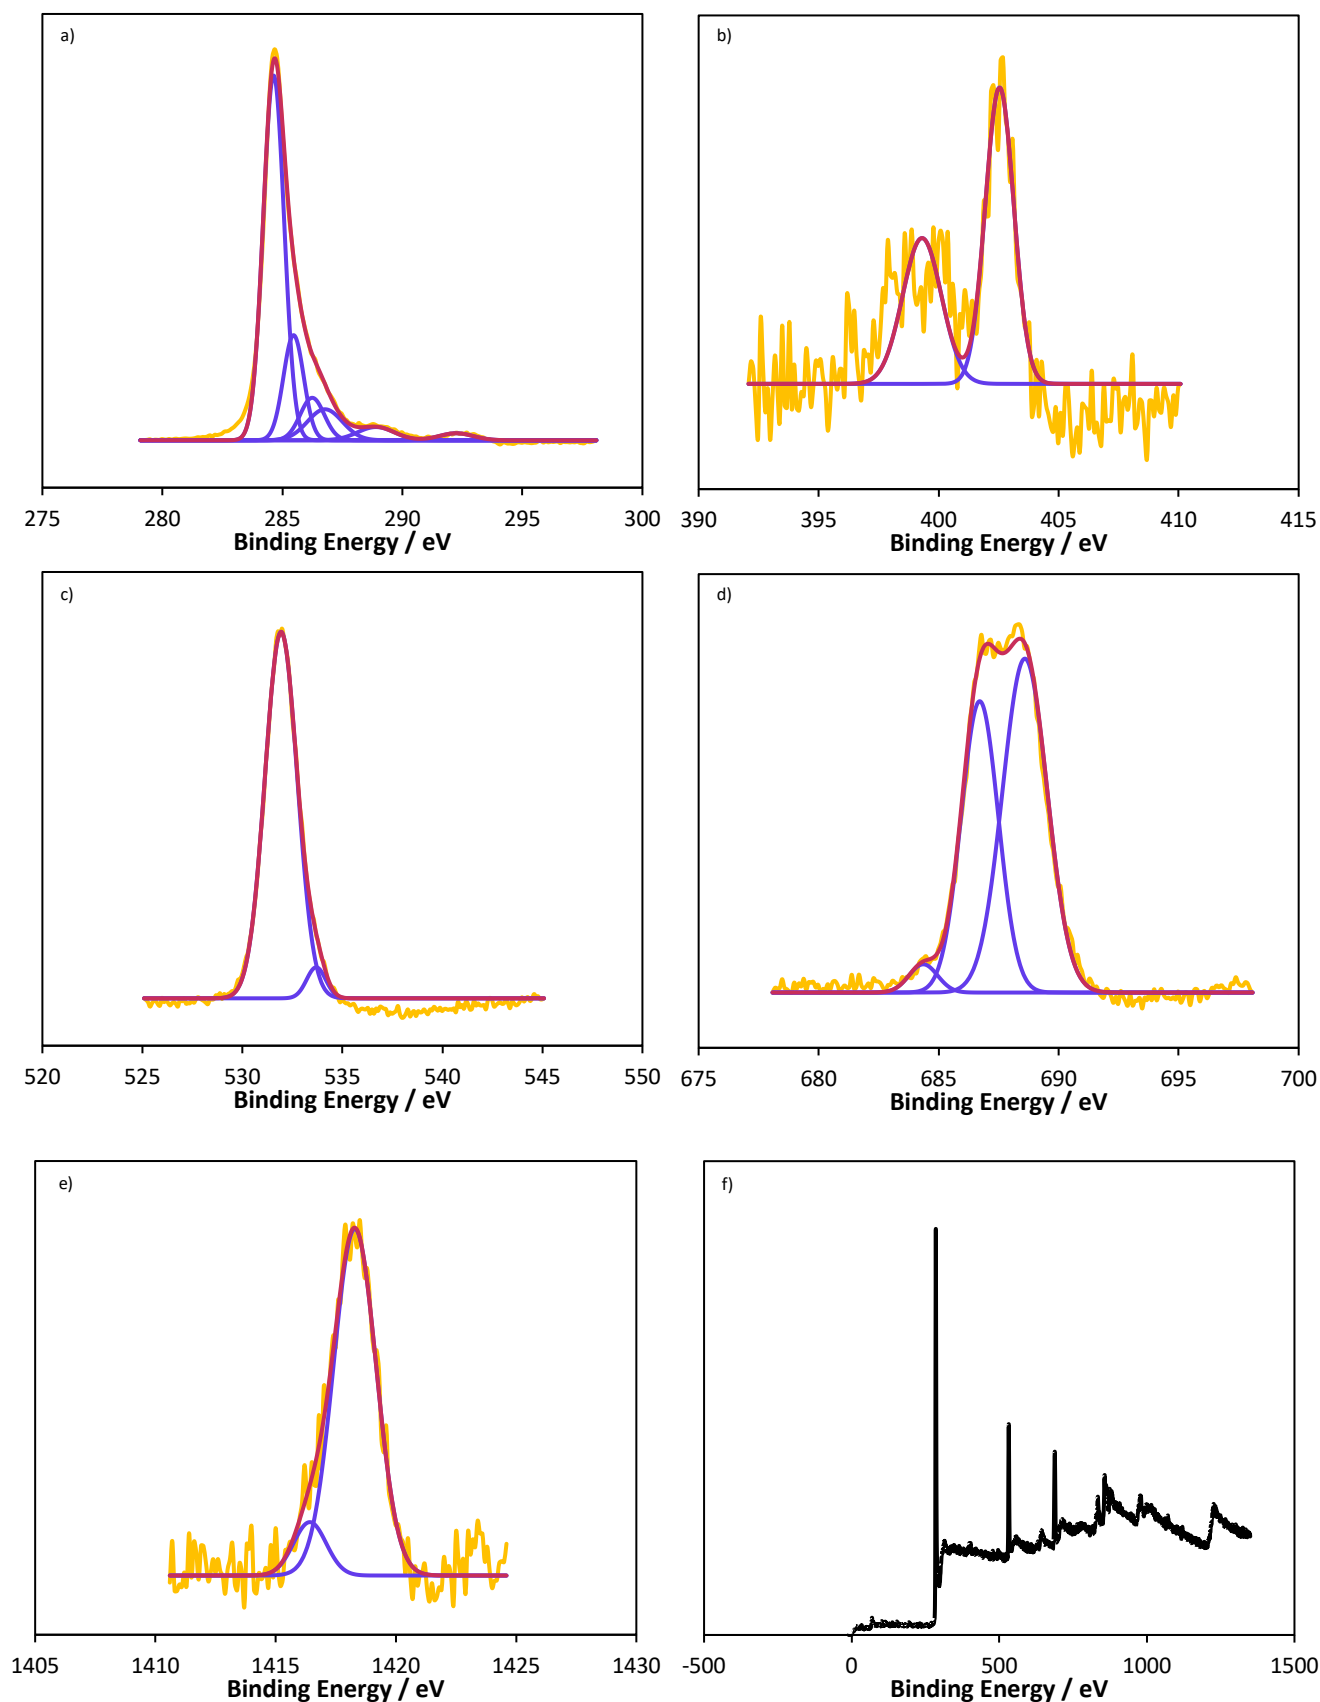 a)
275 280 285 290 295 300
Binding Energy / eV
b)
390 395 400 405 410 415
Binding Energy / eV
c)
520 525 530 535 540 545 550
Binding Energy / eV
d)
675 680 685 690 695 700
Binding Energy / eV
e)
1405 1410 1415 1420 1425 1430
Binding Energy / eV
f)
-500 0 500 1000 1500
Binding Energy / eV